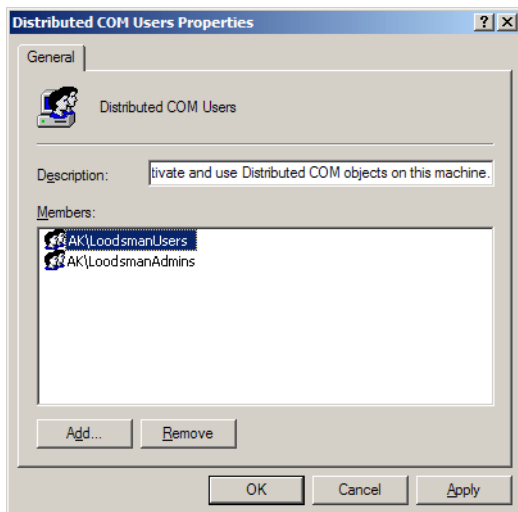 Distributed COM Users Properties
General
Distributed COM Users
Description: tivate and use Distributed COM objects on this machine.
Members:
AK\LoodsmanUsers
AK\LoodsmanAdmins
Add... Remove
OK Cancel Apply